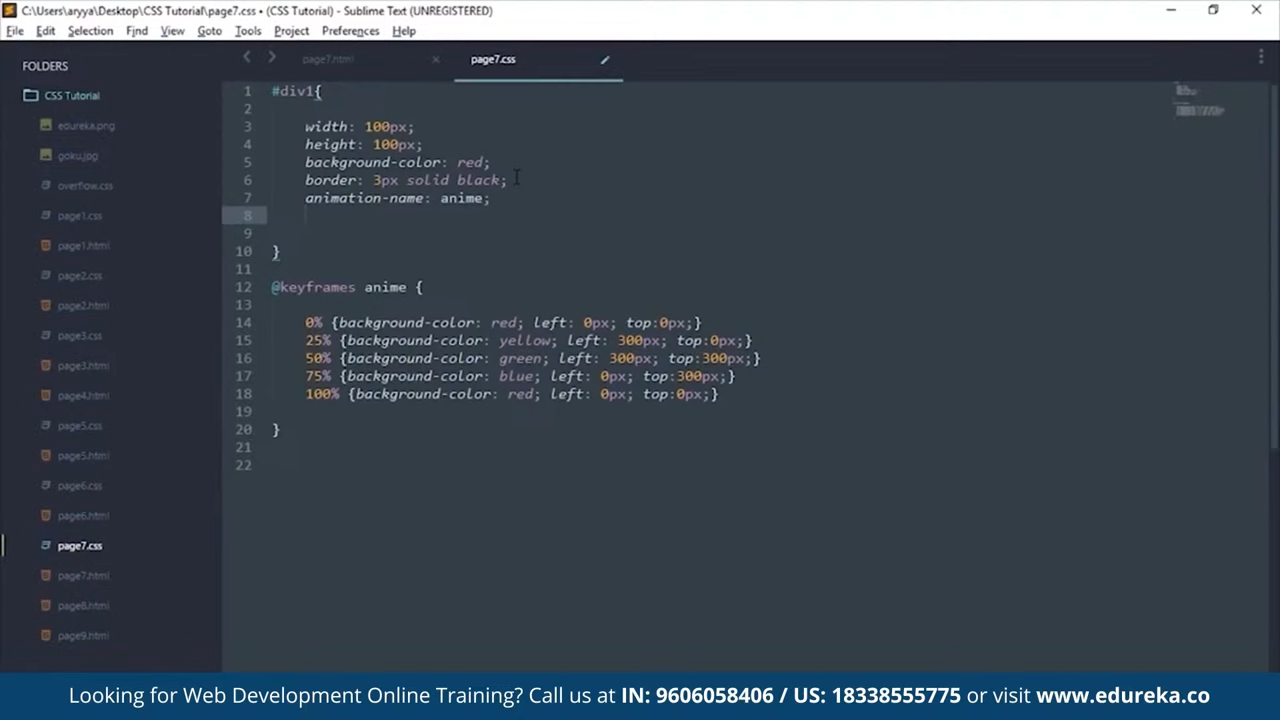 C:\Users\aryya\Desktop\CSS Tutorial\page7.css • (CSS Tutorial) - Sublime Text (UNREGISTERED)
File Edit Selection Find View Goto Tools Project Preferences Help
FOLDERS
CSS Tutorial
edureka.png
goku.jpg
overflow.css
page1.css
page1.html
page2.css
page2.html
page3.css
page3.html
page4.html
page5.css
page5.html
page6.css
page6.html
page7.css
page7.html
page8.html
page9.html
page7.html page7.css
1 #div1{
2
3 width: 100px;
4 height: 100px;
5 background-color: red;
6 border: 3px solid black;
7 animation-name: anime;
8
9
10 }
11
12 @keyframes anime {
13
14 0% {background-color: red; left: 0px; top:0px;}
15 25% {background-color: yellow; left: 300px; top:0px;}
16 50% {background-color: green; left: 300px; top:300px;}
17 75% {background-color: blue; left: 0px; top:300px;}
18 100% {background-color: red; left: 0px; top:0px;}
19
20 }
21
22
Looking for Web Development Online Training? Call us at IN: 9606058406 / US: 18338555775 or visit www.edureka.co